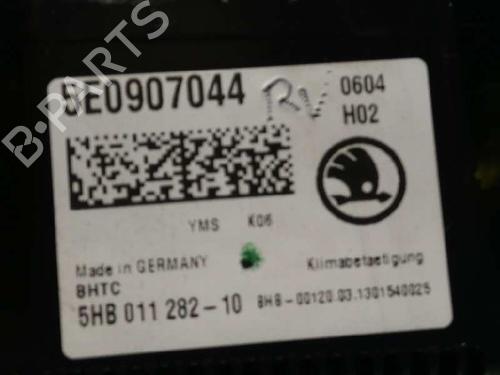 B-PARTS
5E0907044 RV 0604
H02
YMS K06
Made in GERMANY
BHTC
Klimabetaetigung
5HB 011 282-10 BHB-00120.03.1301540025